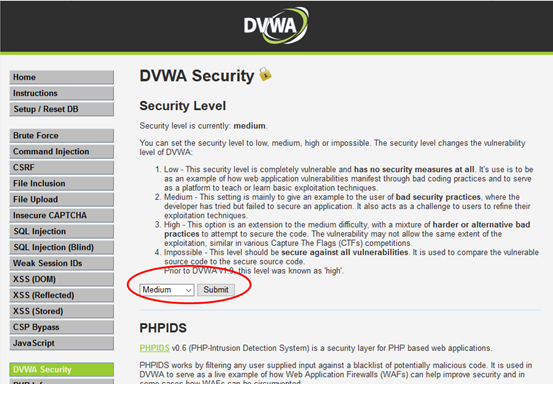 DVWA
Home
Instructions
Setup / Reset DB
Brute Force
Command Injection
CSRF
File Inclusion
File Upload
Insecure CAPTCHA
SQL Injection
SQL Injection (Blind)
Weak Session IDs
XSS (DOM)
XSS (Reflected)
XSS (Stored)
CSP Bypass
JavaScript
DVWA Security
PHP Info
DVWA Security
Security Level
Security level is currently: medium.
You can set the security level to low, medium, high or impossible. The security level changes the vulnerability
level of DVWA:
1. Low - This security level is completely vulnerable and has no security measures at all. It's use is to be
as an example of how web application vulnerabilities manifest through bad coding practices and to serve
as a platform to teach or learn basic exploitation techniques.
2. Medium - This setting is mainly to give an example to the user of bad security practices, where the
developer has tried but failed to secure an application. It also acts as a challenge to users to refine their
exploitation techniques.
3. High - This option is an extension to the medium difficulty, with a mixture of harder or alternative bad
practices to attempt to secure the code. The vulnerability may not allow the same extent of the
exploitation, similar in various Capture The Flags (CTFs) competitions.
4. Impossible - This level should be secure against all vulnerabilities. It is used to compare the vulnerable
source code to the secure source code.
Prior to DVWA v1.9, this level was known as 'high'.
Medium Submit
PHPIDS
PHPIDS v0.6 (PHP-Intrusion Detection System) is a security layer for PHP based web applications.
PHPIDS works by filtering any user supplied input against a blacklist of potentially malicious code. It is used in
DVWA to serve as a live example of how Web Application Firewalls (WAFs) can help improve security and in
some cases how WAFs can be circumvented.